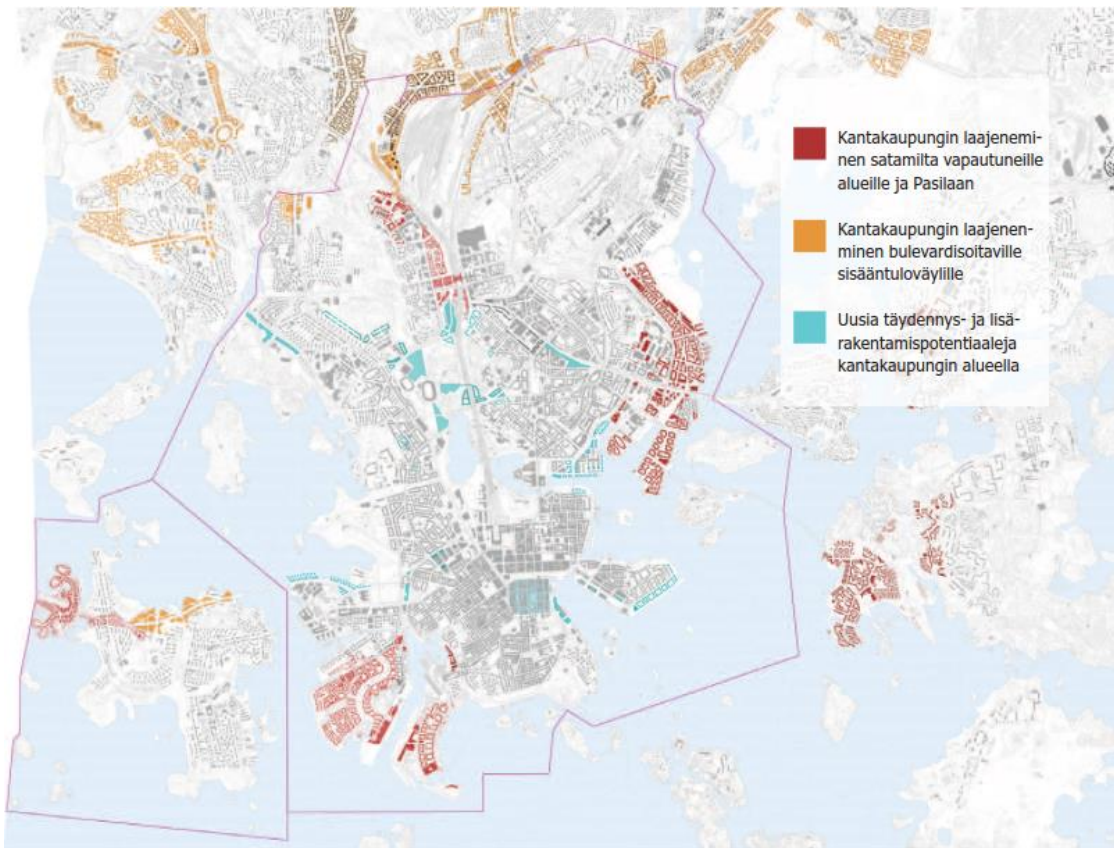 Kantakaupungin laajenemi-
nen satamilta vapautuneille
alueille ja Pasilaan
Kantakaupungin laajenen-
minen bulevardisoitaville
sisääntuloväylille
Uusia täydennys- ja lisä-
rakentamispotentiaaleja
kantakaupungin alueella